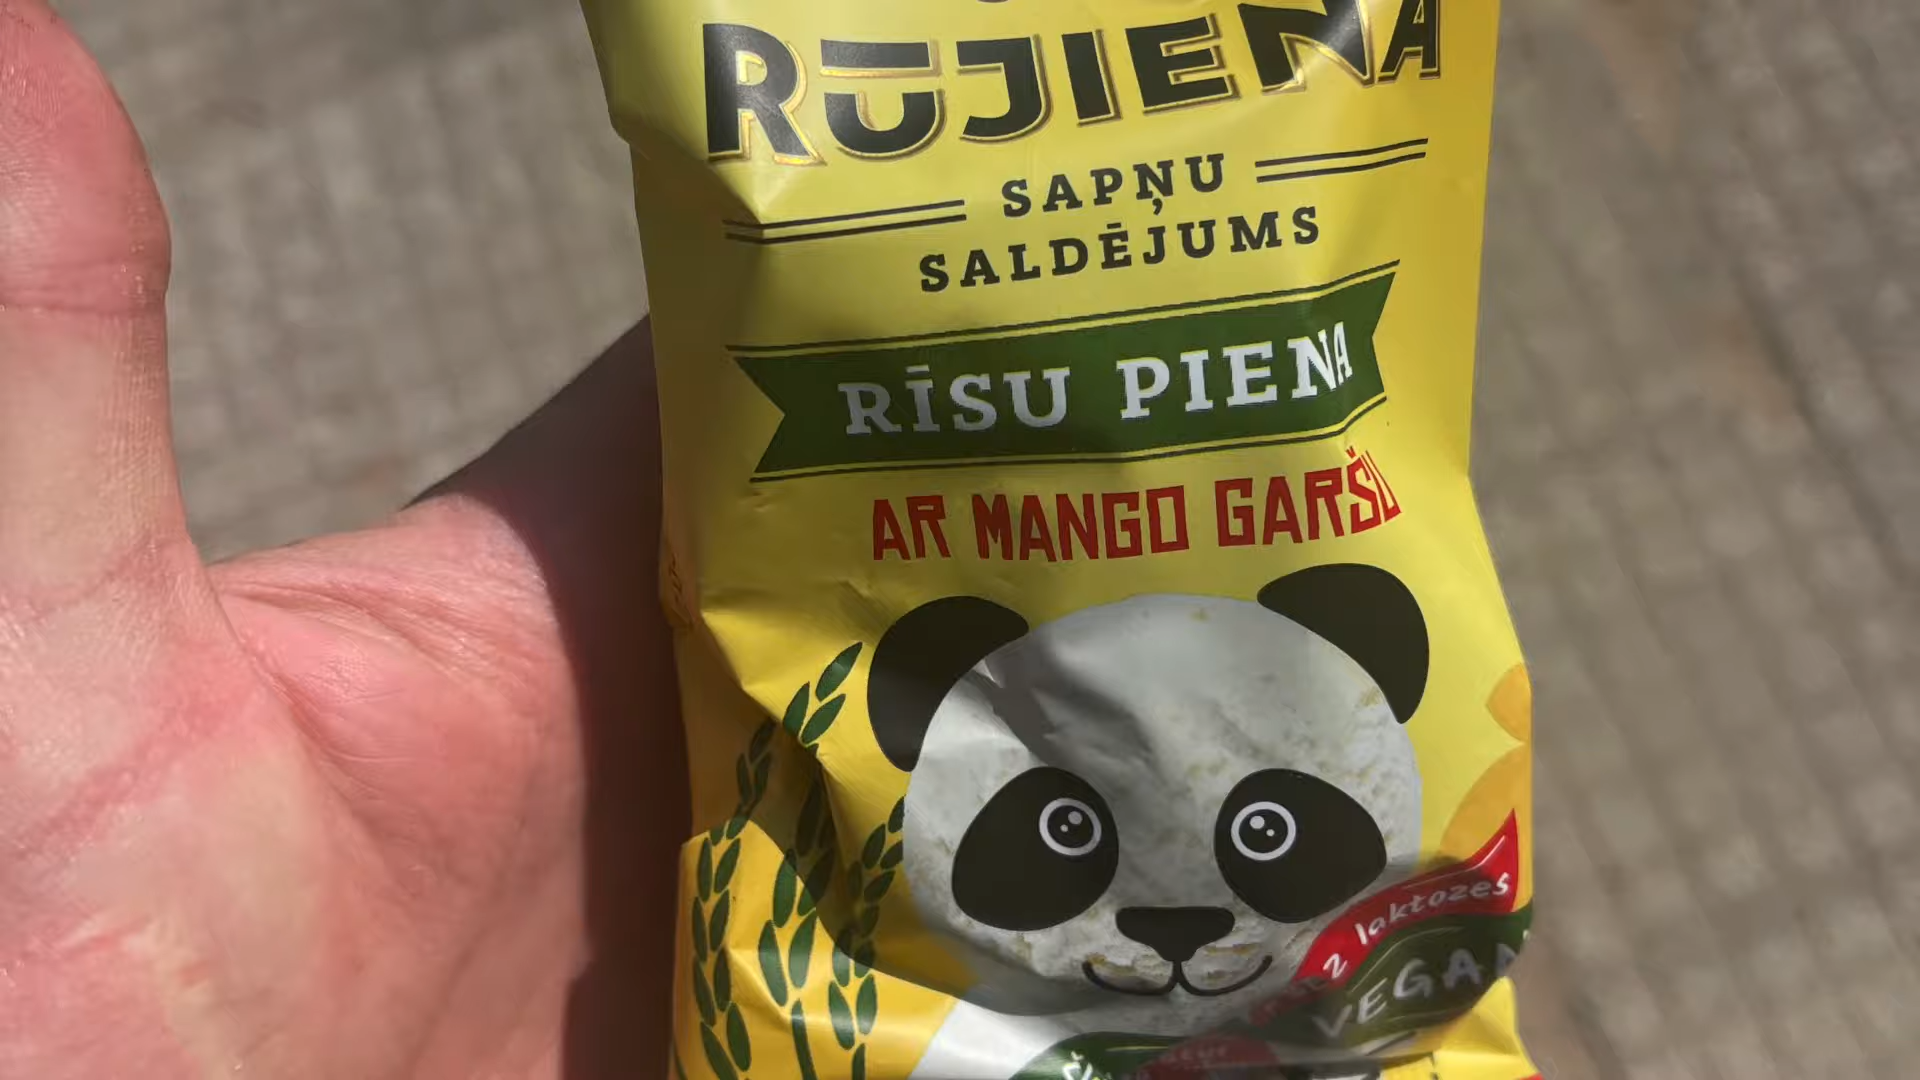 RŪJIENA
SAPŅU
SALDĒJUMS
RĪSU PIENA
AR MANGO GARŠU
laktozes
VEGAN